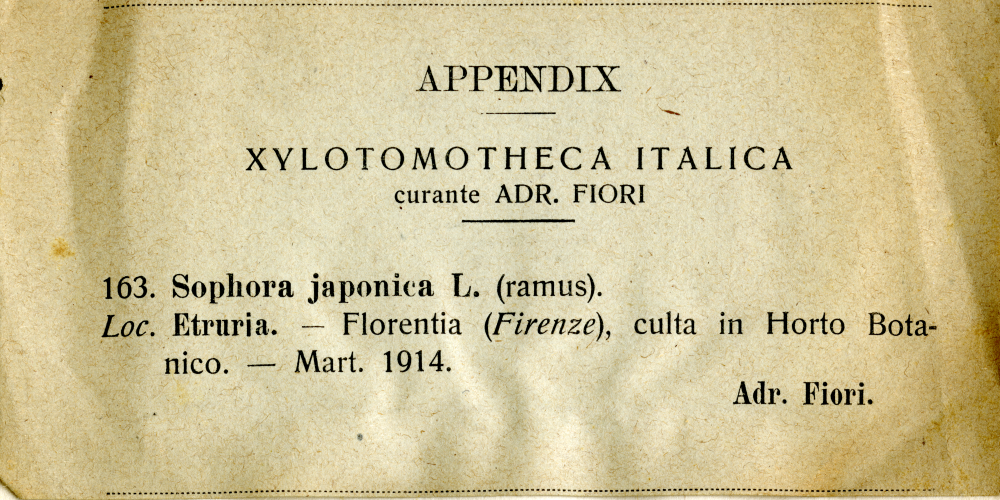 APPENDIX
XYLOTOMOTHECA ITALICA
curante ADR. FIORI
163. Sophora japonica L. (ramus).
Loc. Etruria. — Florentia (Firenze), culta in Horto Bota-
nico. — Mart. 1914.
Adr. Fiori.